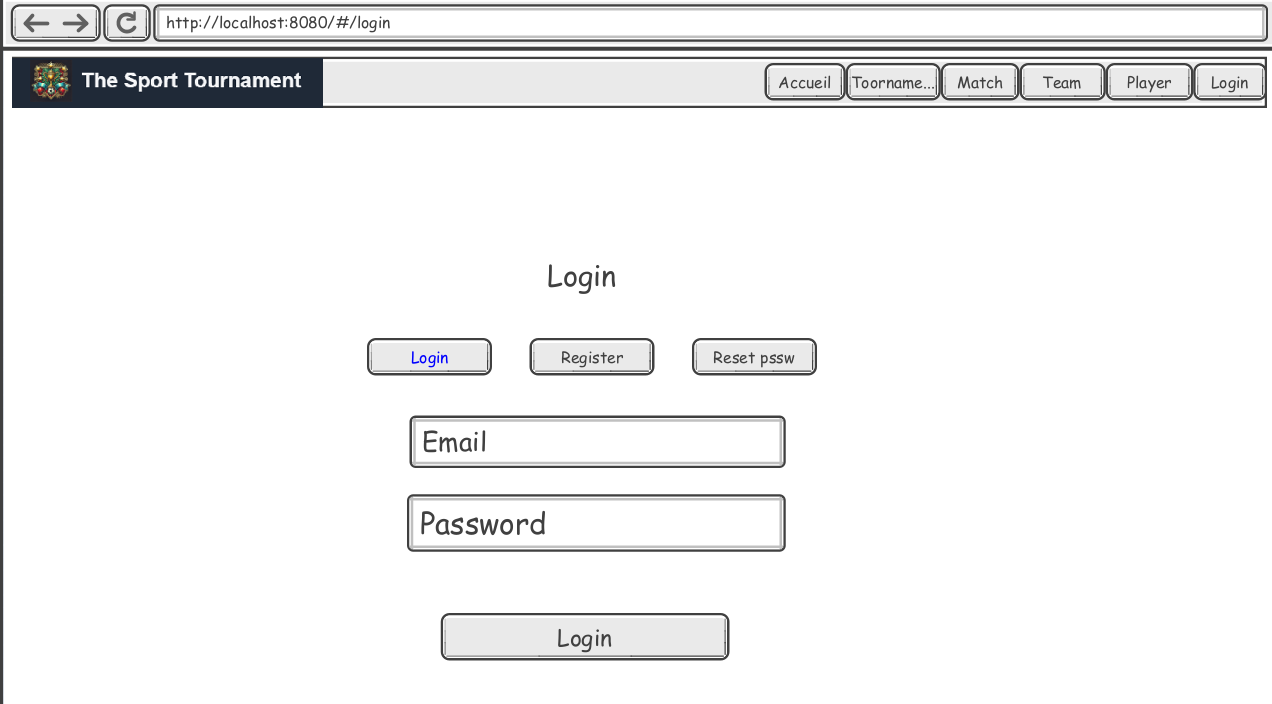 http://localhost:8080/#/login
The Sport Tournament
Accueil
Toorname...
Match
Team
Player
Login
Login
Login
Register
Reset pssw
Email
Password
Login